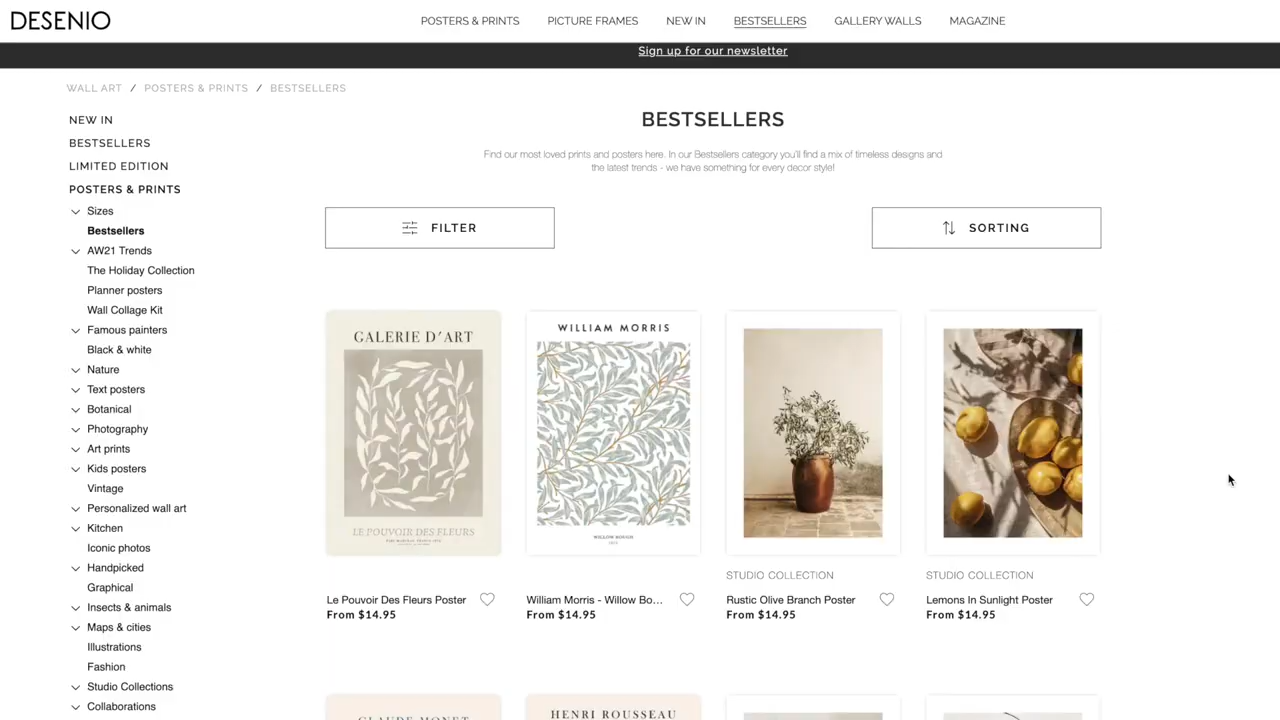 DESENIO
POSTERS & PRINTS
PICTURE FRAMES
NEW IN
BESTSELLERS
GALLERY WALLS
MAGAZINE
Sign up for our newsletter
WALL ART / POSTERS & PRINTS / BESTSELLERS
NEW IN
BESTSELLERS
LIMITED EDITION
POSTERS & PRINTS
Sizes
Bestsellers
AW21 Trends
The Holiday Collection
Planner posters
Wall Collage Kit
Famous painters
Black & white
Nature
Text posters
Botanical
Photography
Art prints
Kids posters
Vintage
Personalized wall art
Kitchen
Iconic photos
Handpicked
Graphical
Insects & animals
Maps & cities
Illustrations
Fashion
Studio Collections
Collaborations
BESTSELLERS
Find our most loved prints and posters here. In our Bestsellers category you'll find a mix of timeless designs and
the latest trends - we have something for every decor style!
FILTER
SORTING
GALERIE D'ART
LE POUVOIR DES FLEURS
Le Pouvoir Des Fleurs Poster
From $14.95
WILLIAM MORRIS
WILLOW BOUGH
William Morris - Willow Bo...
From $14.95
STUDIO COLLECTION
Rustic Olive Branch Poster
From $14.95
STUDIO COLLECTION
Lemons In Sunlight Poster
From $14.95
CLAUDE MONET
HENRI ROUSSEAU